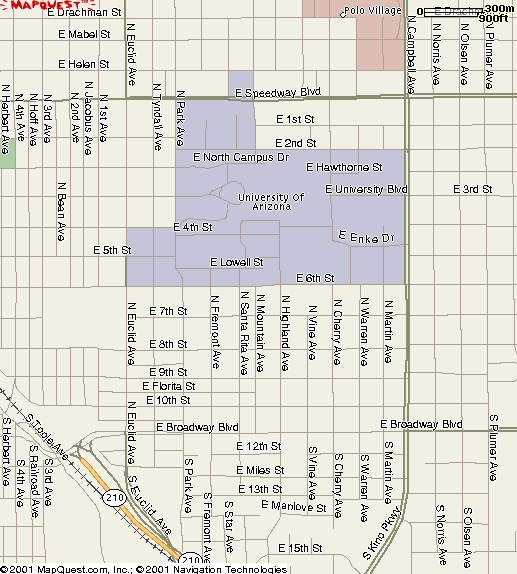 MAPQUEST
E Drachman St
Polo Village
E Drachma
300m
900ft
E Mabel St
E Helen St
N Euclid Ave
N Campbell Ave
N Norris Ave
N Olsen Ave
N Plumer Ave
E Speedway Blvd
N Herbert Ave
N 4th Ave
N Hoff Ave
N 3rd Ave
N 2nd Ave
N Jacobus Ave
N 1st Ave
N Tyndall Ave
N Park Ave
E 1st St
E 2nd St
E North Campus Dr
E Hawthorne St
E University Blvd
E 3rd St
University Of
Arizona
N Bean Ave
E 4th St
E Enke Dr
E 5th St
E Lowell St
E 6th St
N Euclid Ave
E 7th St
N Fremont Ave
N Santa Rita Ave
N Mountain Ave
N Highland Ave
N Vine Ave
N Cherry Ave
N Warren Ave
N Martin Ave
E 8th St
E 9th St
E Florita St
E 10th St
N Euclid Ave
E Broadway Blvd
E Broadway Blvd
S Toole Ave
S Herbert Ave
S 4th Ave
S Railroad Ave
S 3rd Ave
E 12th St
E Miles St
E 13th St
E Manlove St
S Plumer Ave
S Euclid Ave
S Park Ave
S Fremont Ave
S Star Ave
S Vine Ave
S Cherry Ave
S Warren Ave
S Martin Ave
210
S Kino Pkwy
S Norris Ave
S Olsen Ave
E 15th St
210
©2001 MapQuest.com, Inc.; ©2001 Navigation Technologies